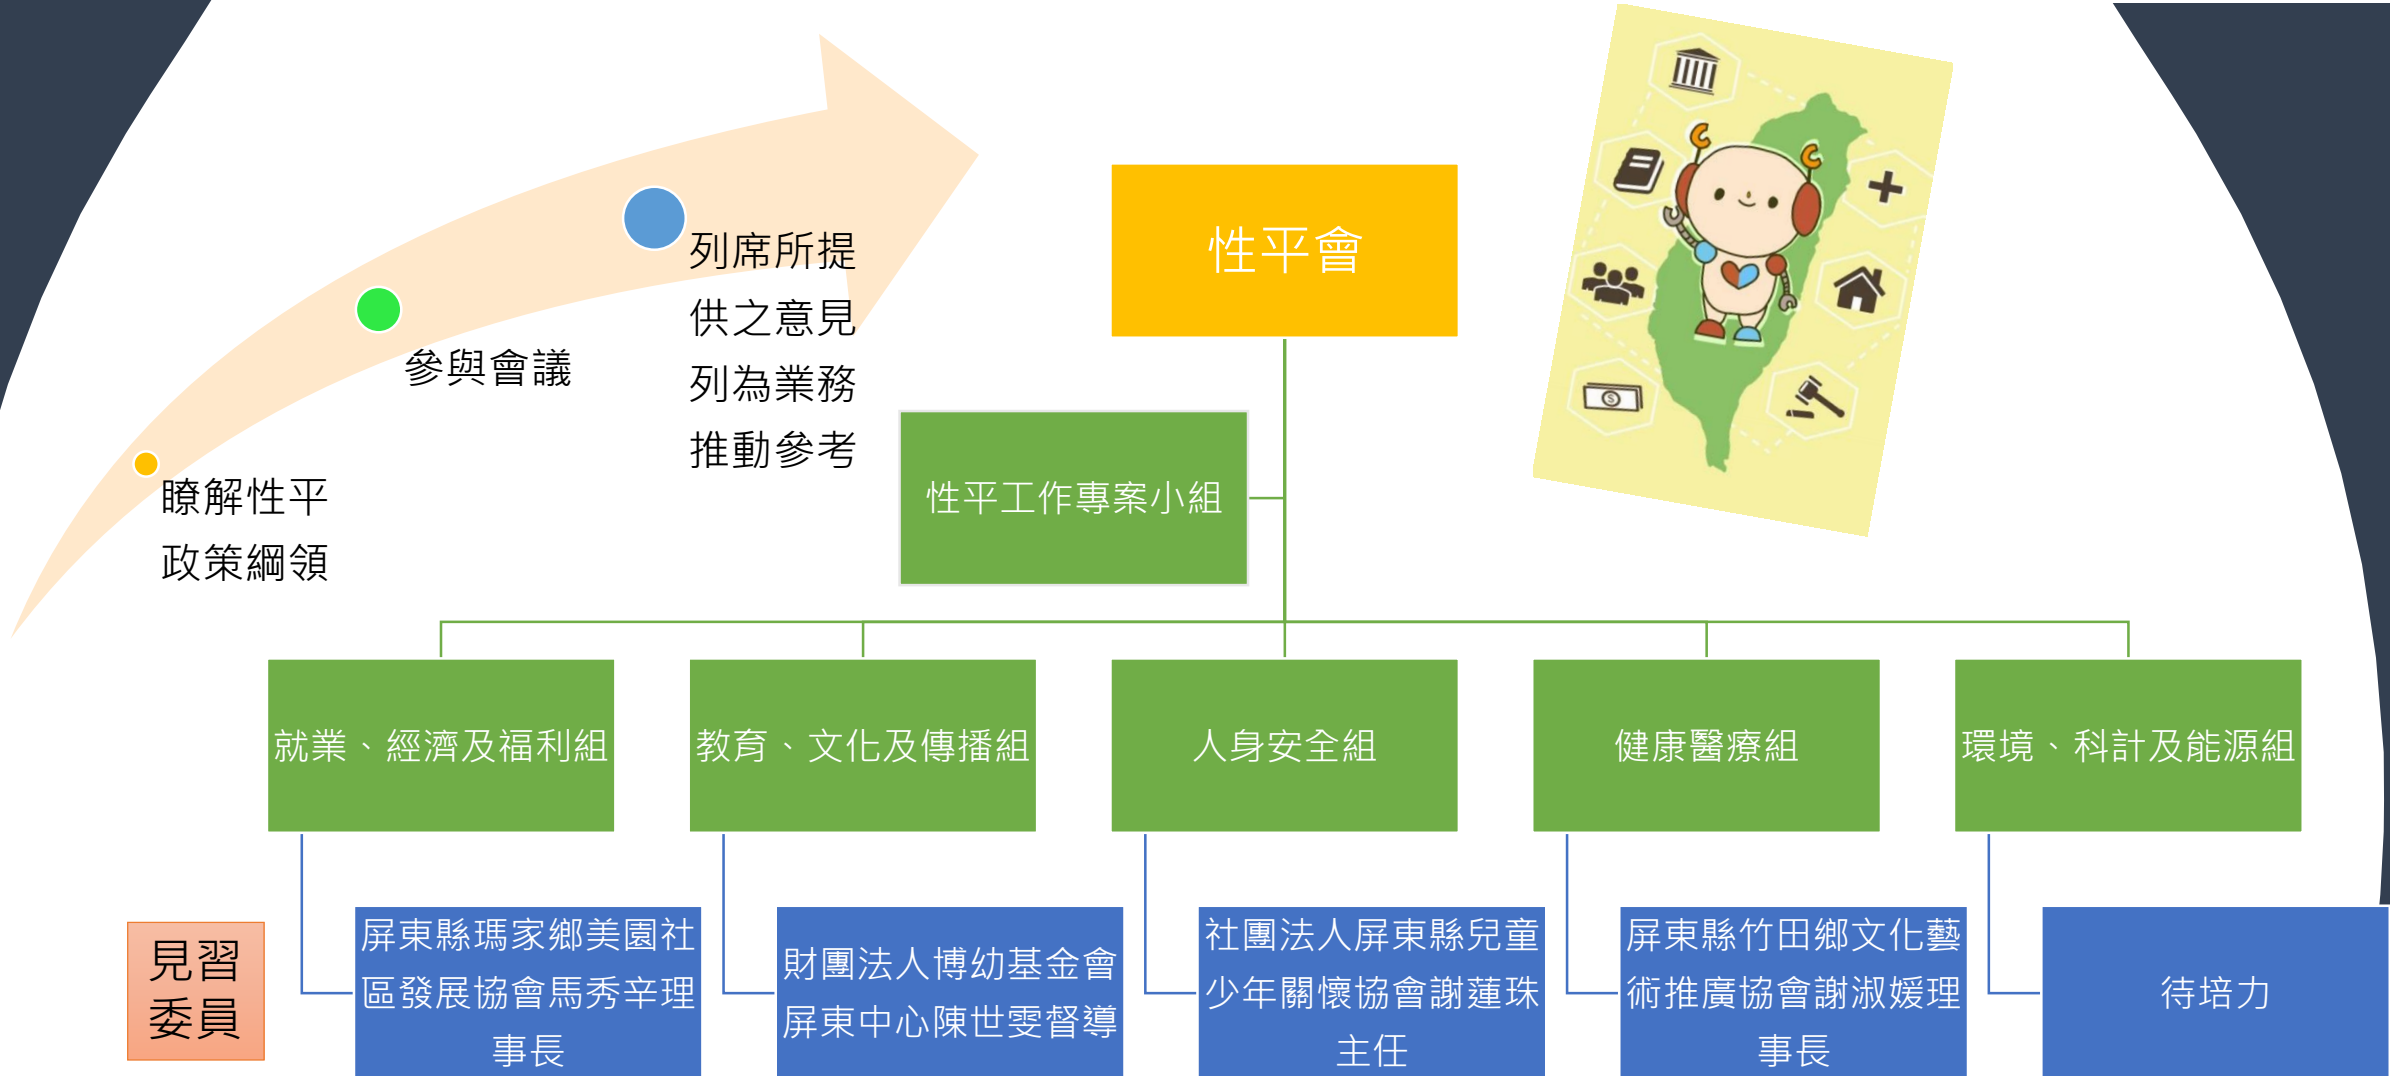 列席所提
供之意見
列為業務
推動參考
參與會議
瞭解性平
政策綱領
性平會
性平工作專案小組
就業、經濟及福利組
教育、文化及傳播組
人身安全組
健康醫療組
環境、科計及能源組
見習
委員
屏東縣瑪家鄉美園社
區發展協會馬秀辛理
事長
財團法人博幼基金會
屏東中心陳世雯督導
社團法人屏東縣兒童
少年關懷協會謝蓮珠
主任
屏東縣竹田鄉文化藝
術推廣協會謝淑媛理
事長
待培力